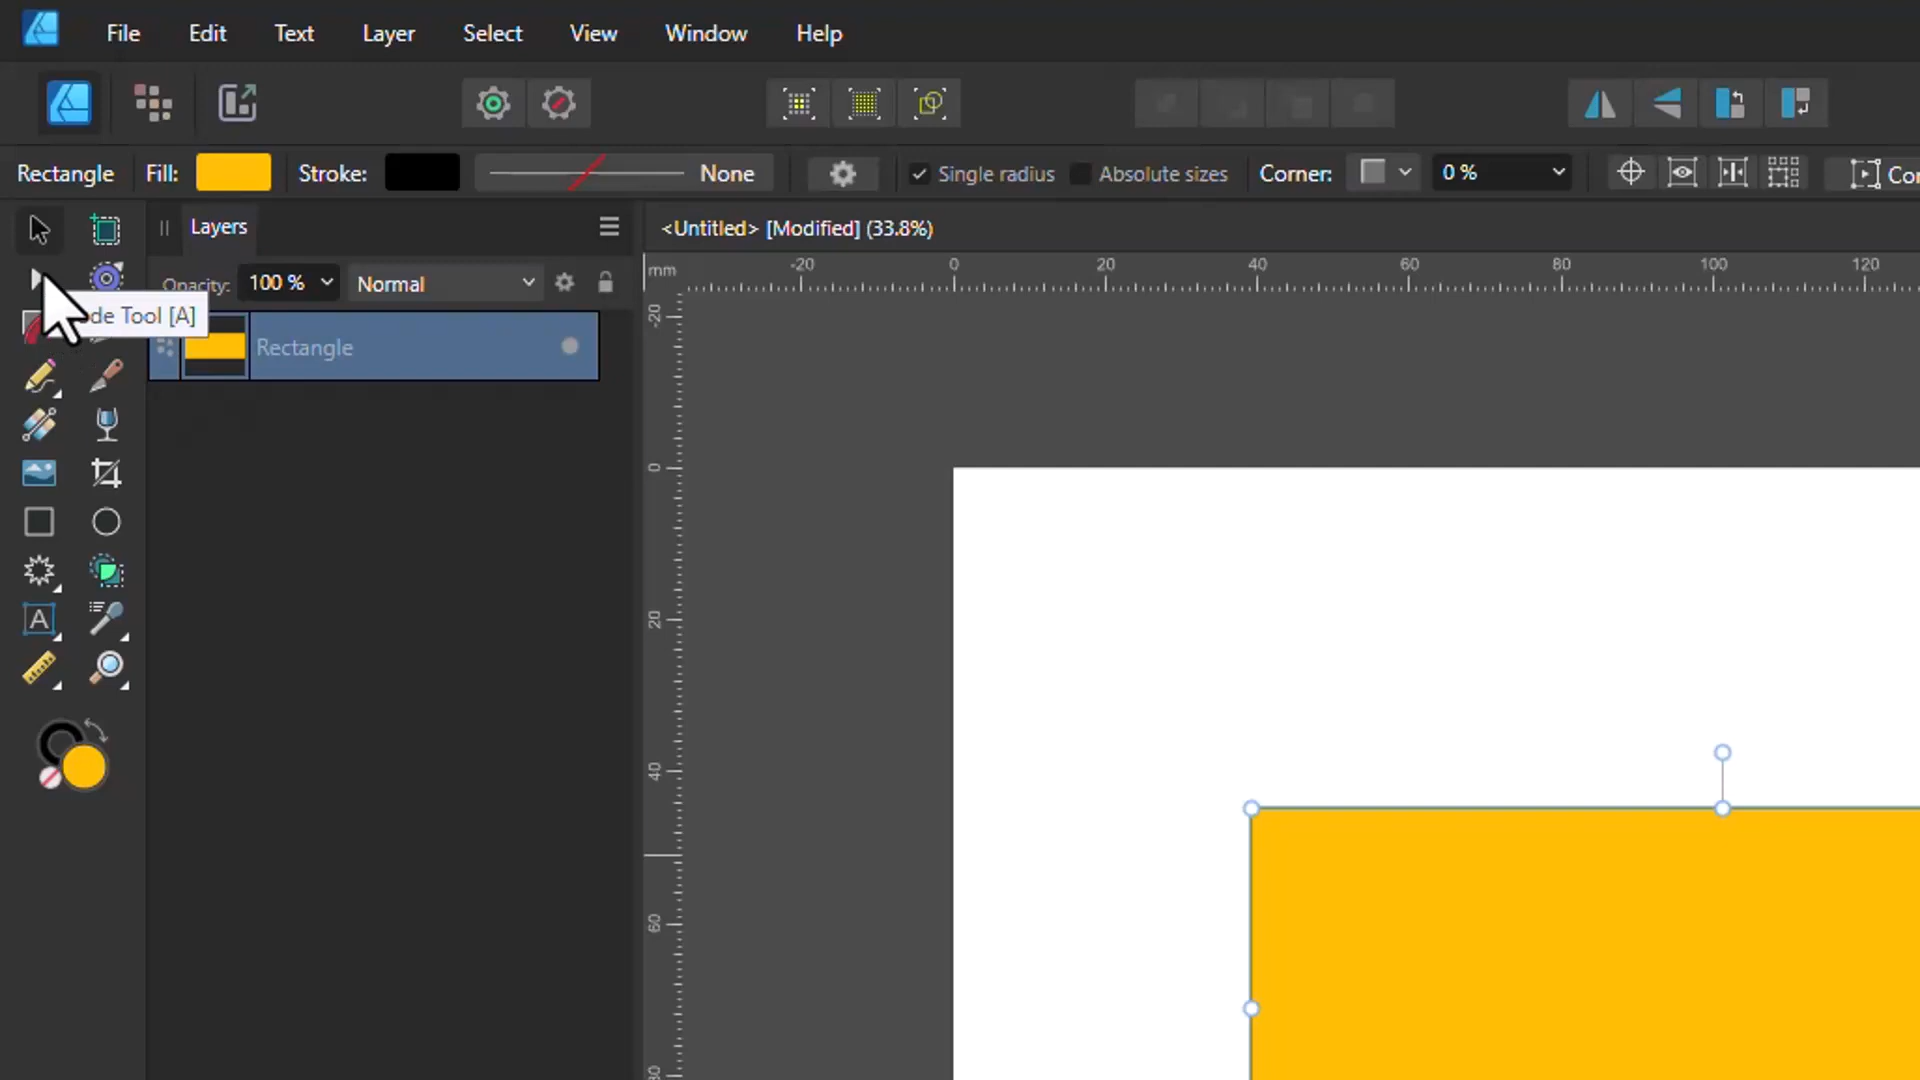 File Edit Text Layer Select View Window Help
Rectangle Fill: Stroke: None Single radius Absolute sizes Corner: 0 %
Layers
<Untitled> [Modified] (33.8%)
Opacity: 100 % Normal
mm -20 0 20 40 60 80 100 120
Tool [A]
Rectangle
-20
0
20
40
60
A